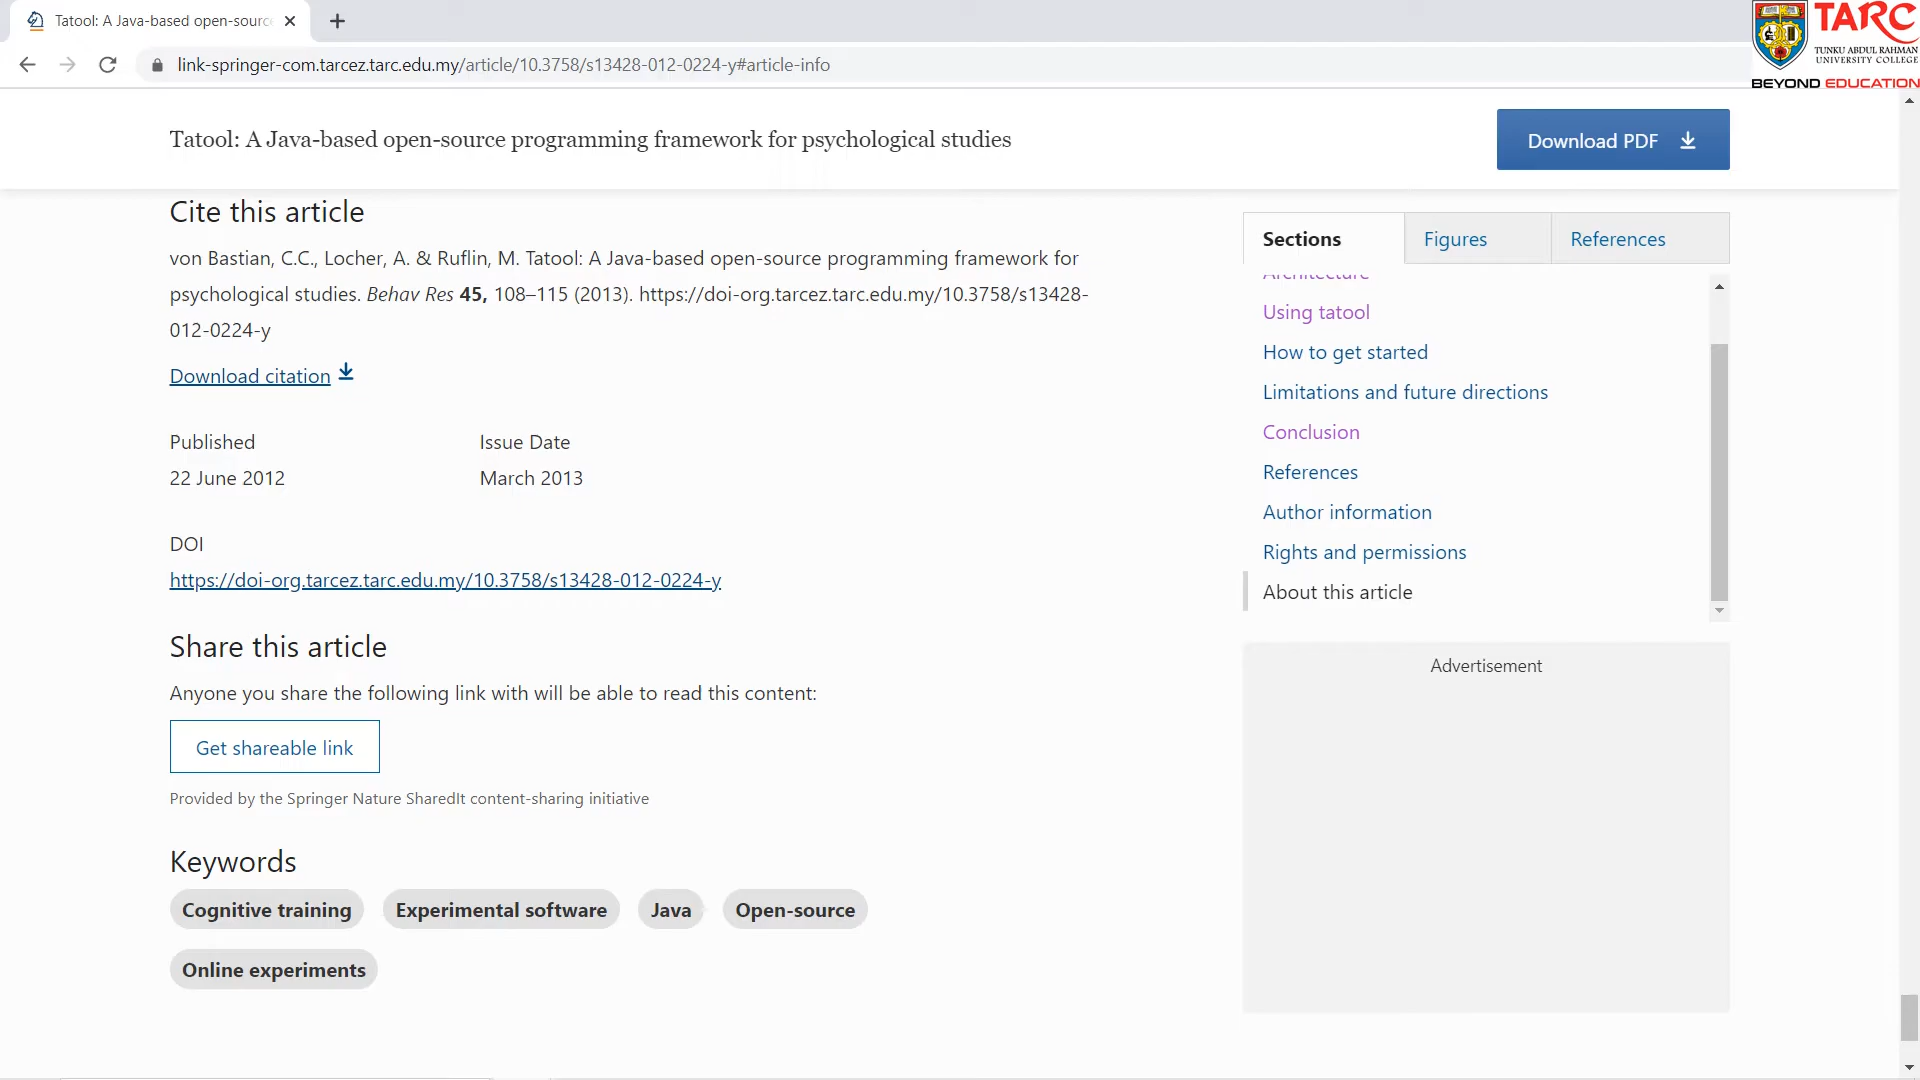 Tatool: A Java-based open-sourc
TARC
TUNKU ABDUL RAHMAN
UNIVERSITY COLLEGE
BEYOND EDUCATION
link-springer-com.tarcez.tarc.edu.my/article/10.3758/s13428-012-0224-y#article-info
Tatool: A Java-based open-source programming framework for psychological studies
Download PDF
Cite this article
von Bastian, C.C., Locher, A. & Ruflin, M. Tatool: A Java-based open-source programming framework for
psychological studies. Behav Res 45, 108–115 (2013). https://doi-org.tarcez.tarc.edu.my/10.3758/s13428-
012-0224-y
Download citation
Published
22 June 2012
Issue Date
March 2013
DOI
https://doi-org.tarcez.tarc.edu.my/10.3758/s13428-012-0224-y
Share this article
Anyone you share the following link with will be able to read this content:
Get shareable link
Provided by the Springer Nature SharedIt content-sharing initiative
Keywords
Cognitive training
Experimental software
Java
Open-source
Online experiments
Sections
Figures
References
Architecture
Using tatool
How to get started
Limitations and future directions
Conclusion
References
Author information
Rights and permissions
About this article
Advertisement